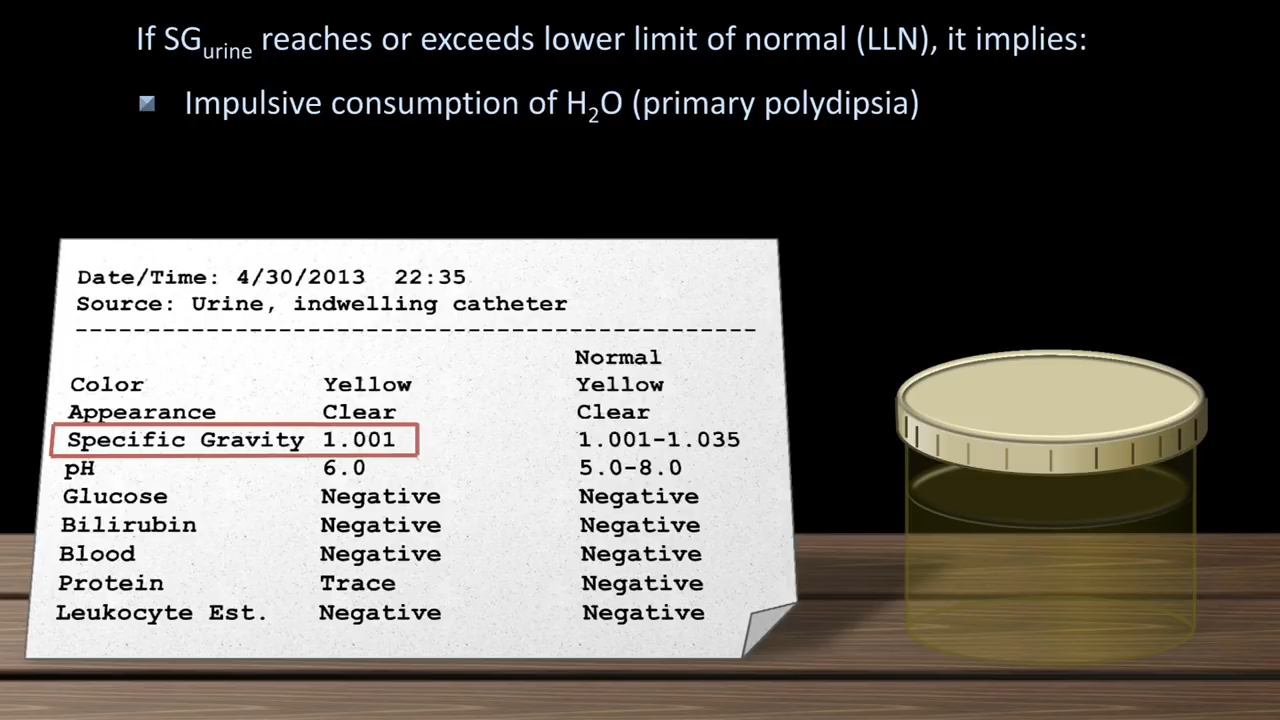 If SGurine reaches or exceeds lower limit of normal (LLN), it implies:
Impulsive consumption of H2O (primary polydipsia)
Date/Time: 4/30/2013 22:35
Source: Urine, indwelling catheter
-----------------------------------------------
Normal
Color Yellow Yellow
Appearance Clear Clear
Specific Gravity 1.001 1.001-1.035
pH 6.0 5.0-8.0
Glucose Negative Negative
Bilirubin Negative Negative
Blood Negative Negative
Protein Trace Negative
Leukocyte Est. Negative Negative